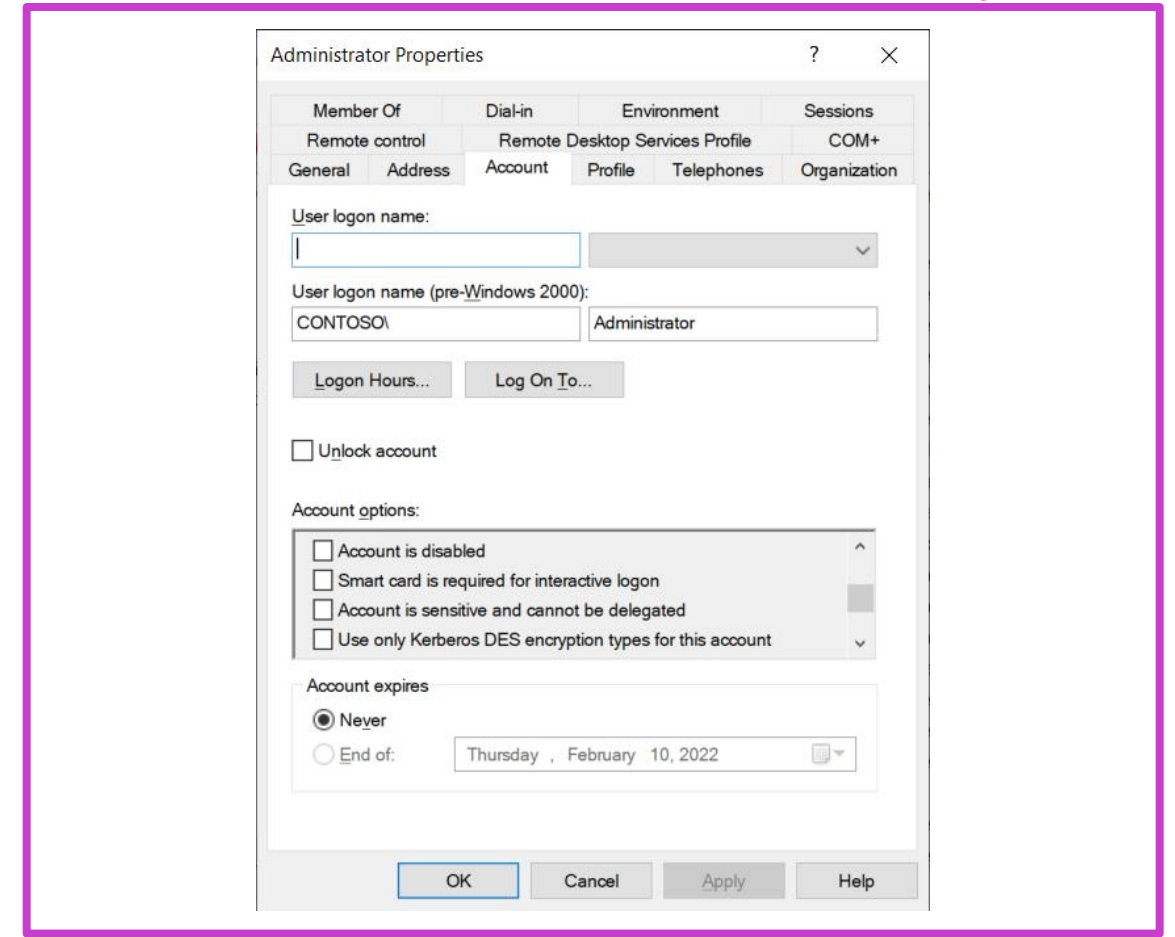 Administrator Properties ? ×
Member Of Dial-in Environment Sessions
Remote control Remote Desktop Services Profile COM+
General Address Account Profile Telephones Organization
User logon name:
User logon name (pre-Windows 2000):
CONTOSO\ Administrator
Logon Hours... Log On To...
Unlock account
Account options:
Account is disabled
Smart card is required for interactive logon
Account is sensitive and cannot be delegated
Use only Kerberos DES encryption types for this account
Account expires
Never
End of: Thursday , February 10, 2022
OK Cancel Apply Help